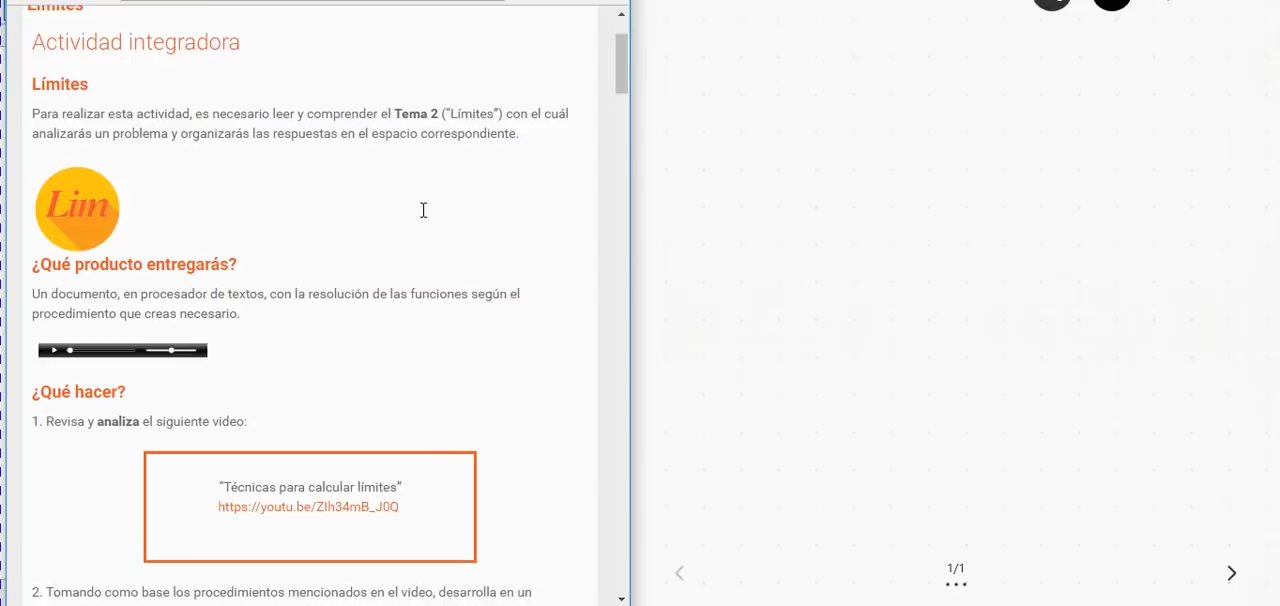 Límites
Actividad integradora
Límites
Para realizar esta actividad, es necesario leer y comprender el Tema 2 (“Límites”) con el cuál
analizarás un problema y organizarás las respuestas en el espacio correspondiente.
Lim
¿Qué producto entregarás?
Un documento, en procesador de textos, con la resolución de las funciones según el
procedimiento que creas necesario.
¿Qué hacer?
1. Revisa y analiza el siguiente video:
“Técnicas para calcular límites”
https://youtu.be/ZIh34mB_J0Q
2. Tomando como base los procedimientos mencionados en el video, desarrolla en un
1/1